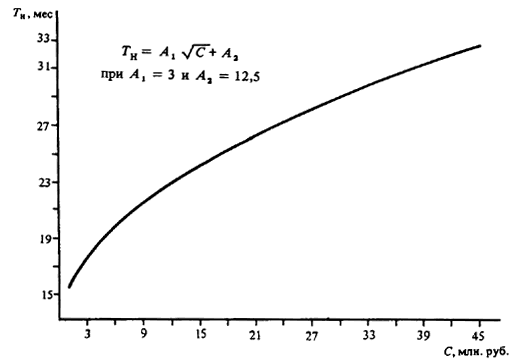 Tн, мес
33
31
27
23
19
15
Tн = A₁ √C + A₂
при A₁ = 3 и A₂ = 12,5
3 9 15 21 27 33 39 45
C, млн. руб.